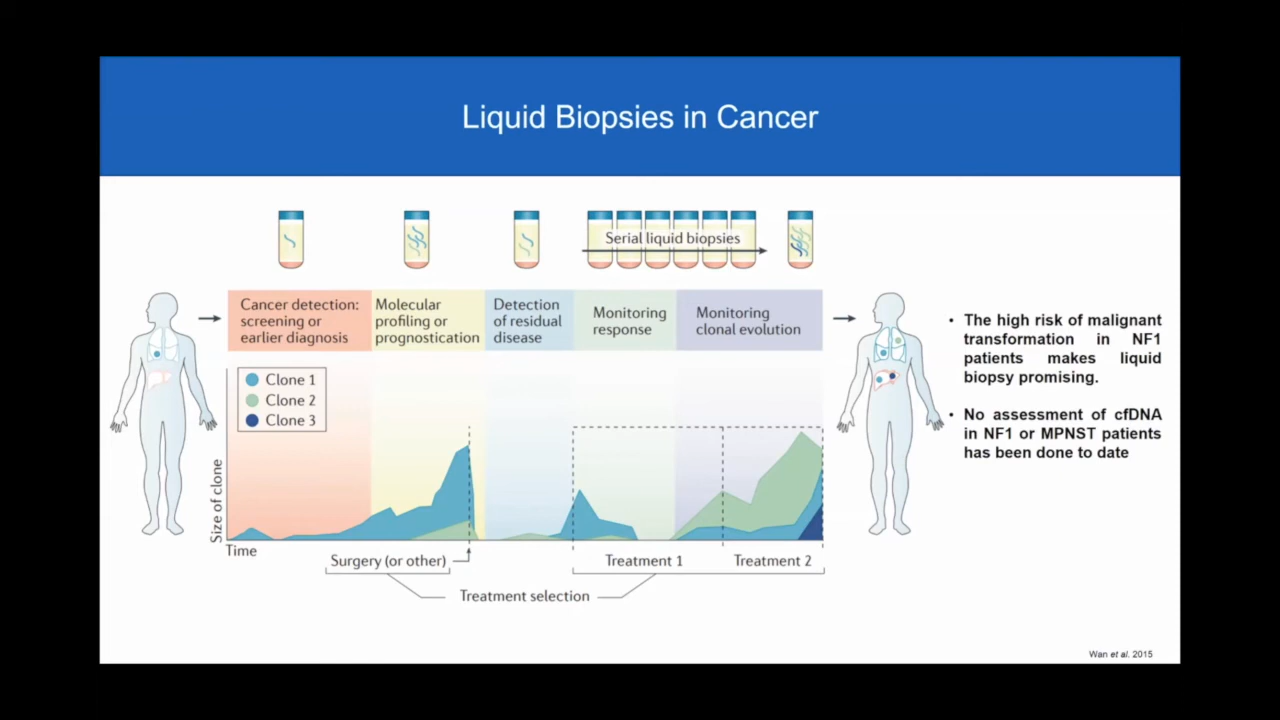 Liquid Biopsies in Cancer
Serial liquid biopsies
Cancer detection:
screening or
earlier diagnosis
Molecular
profiling or
prognostication
Detection
of residual
disease
Monitoring
response
Monitoring
clonal evolution
Clone 1
Clone 2
Clone 3
Size of clone
Time
Surgery (or other)
Treatment 1
Treatment 2
Treatment selection
• The high risk of malignant
transformation in NF1
patients makes liquid
biopsy promising.
• No assessment of cfDNA
in NF1 or MPNST patients
has been done to date
Wan et al. 2015